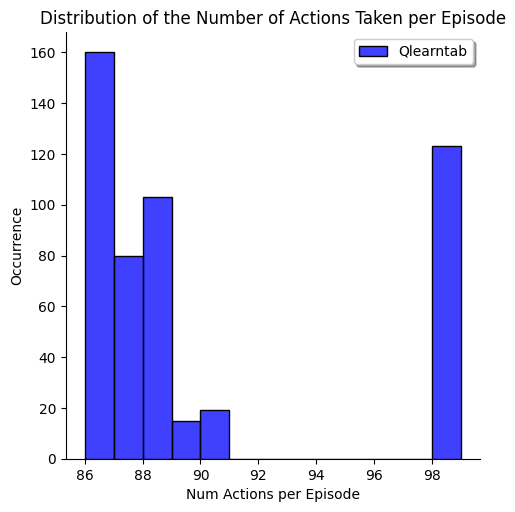 Distribution of the Number of Actions Taken per Episode
Qlearntab
160
140
120
100
80
60
40
20
0
Occurrence
86 88 90 92 94 96 98
Num Actions per Episode